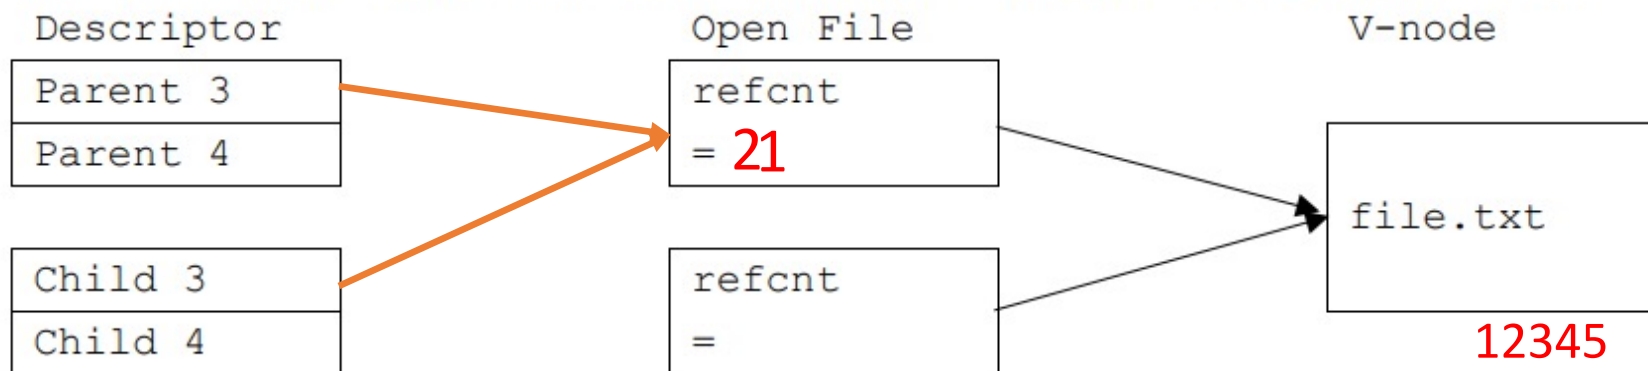 Descriptor
Open File
V-node
Parent 3
Parent 4
refcnt
= 21
file.txt
Child 3
Child 4
refcnt
=
12345